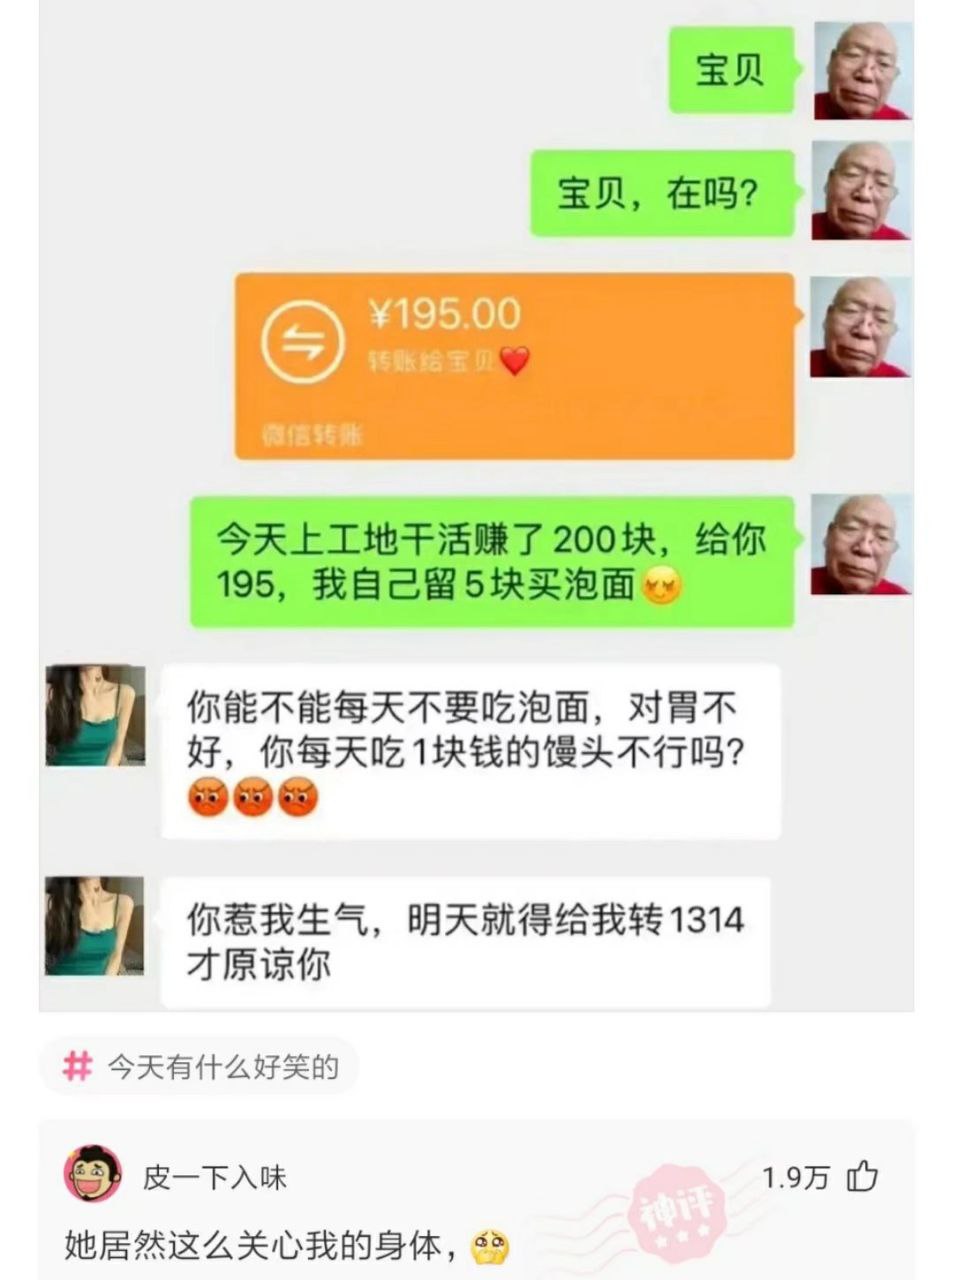 宝贝
宝贝，在吗？
¥195.00
转账给宝贝❤️
微信转账
今天上工地干活赚了200块，给你
195，我自己留5块买泡面
你能不能每天不要吃泡面，对胃不
好，你每天吃1块钱的馒头不行吗？
😡😡😡
你惹我生气，明天就得给我转1314
才原谅你
# 今天有什么好笑的
皮一下入味
1.9万
神评
她居然这么关心我的身体，🥺